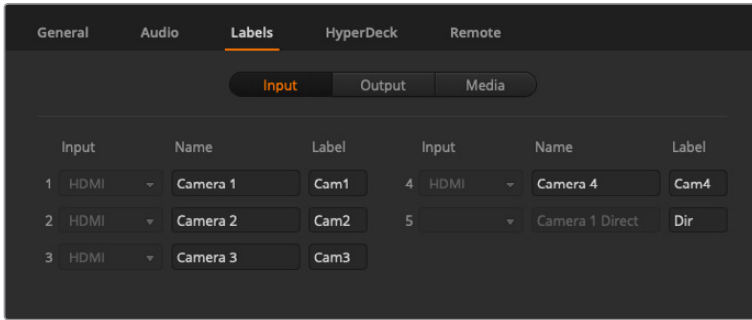 General Audio Labels HyperDeck Remote
Input Output Media
Input Name Label Input Name Label
1 HDMI Camera 1 Cam1 4 HDMI Camera 4 Cam4
2 HDMI Camera 2 Cam2 5 Camera 1 Direct Dir
3 HDMI Camera 3 Cam3